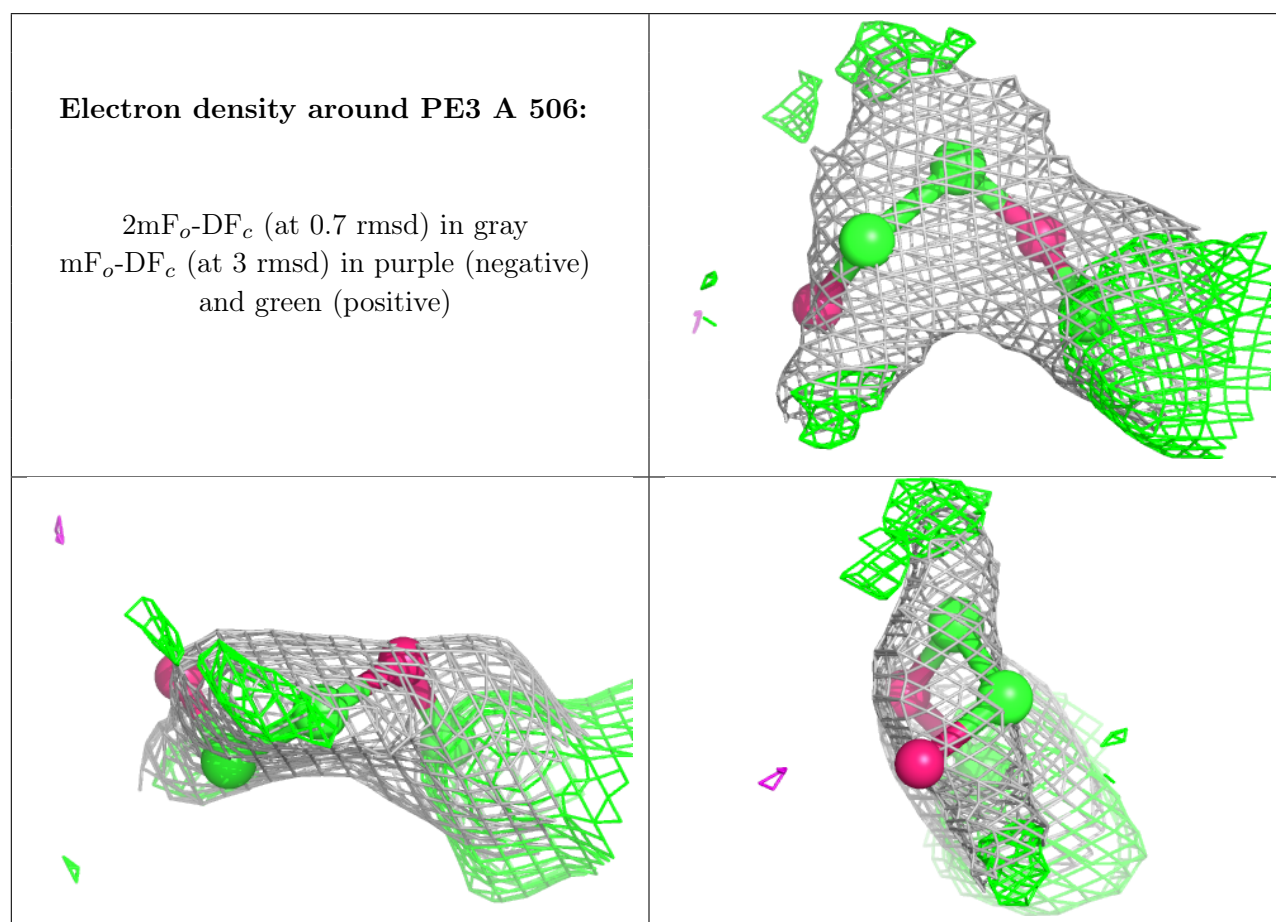 Electron density around PE3 A 506:
2mFo-DFc (at 0.7 rmsd) in gray
mFo-DFc (at 3 rmsd) in purple (negative)
and green (positive)